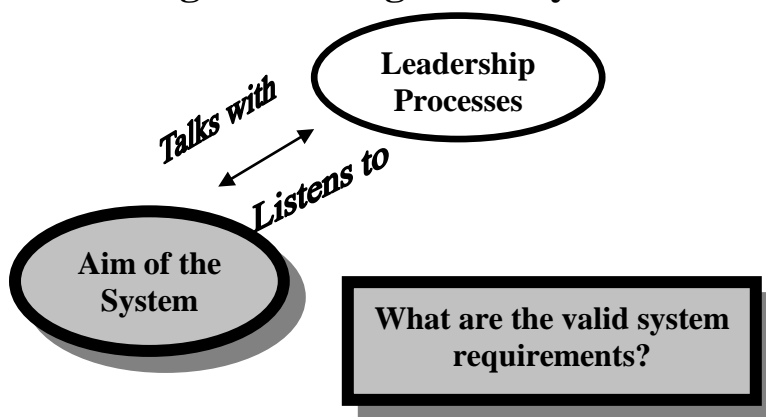 Leadership
Processes
Talks with
Listens to
Aim of the
System
What are the valid system
requirements?